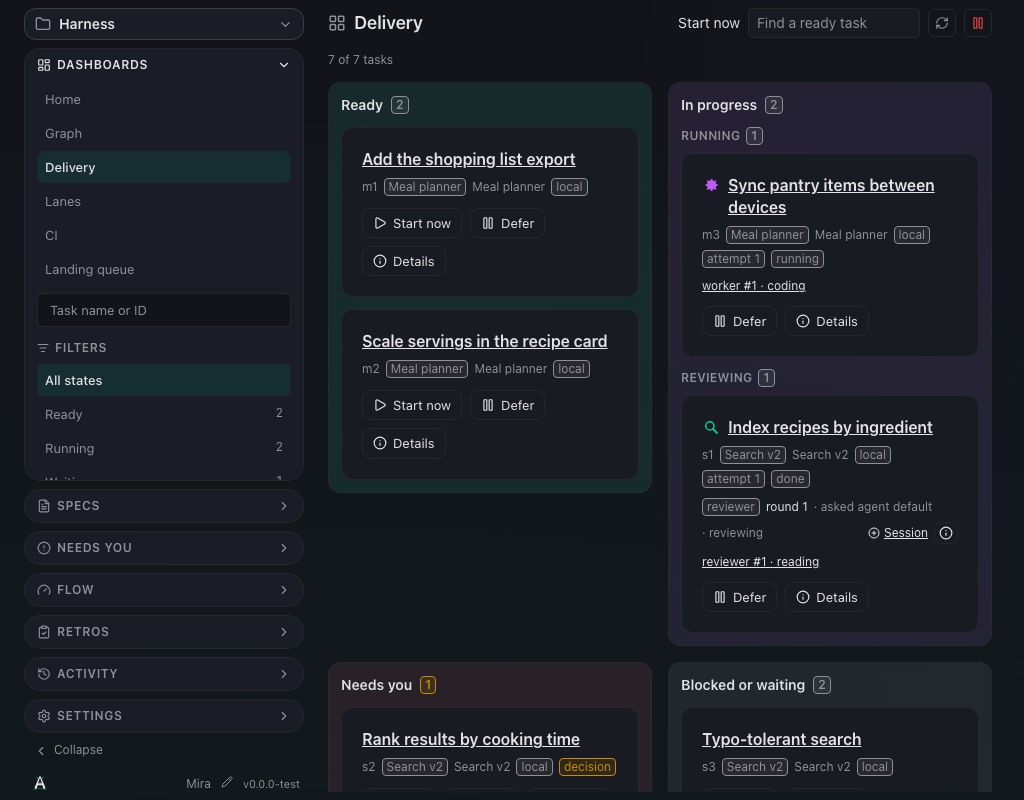 Harness
DASHBOARDS
Home
Graph
Delivery
Lanes
CI
Landing queue
Task name or ID
FILTERS
All states
Ready 2
Running 2
SPECS
NEEDS YOU
FLOW
RETROS
ACTIVITY
SETTINGS
Collapse
Mira v0.0.0-test
Delivery
Start now Find a ready task
7 of 7 tasks
Ready 2
Add the shopping list export
m1 Meal planner Meal planner local
Start now Defer
Details
Scale servings in the recipe card
m2 Meal planner Meal planner local
Start now Defer
Details
In progress 2
RUNNING 1
Sync pantry items between
devices
m3 Meal planner Meal planner local
attempt 1 running
worker #1 · coding
Defer Details
REVIEWING 1
Index recipes by ingredient
s1 Search v2 Search v2 local
attempt 1 done
reviewer round 1 · asked agent default
· reviewing Session
reviewer #1 · reading
Defer Details
Needs you 1
Rank results by cooking time
s2 Search v2 Search v2 local decision
Blocked or waiting 2
Typo-tolerant search
s3 Search v2 Search v2 local